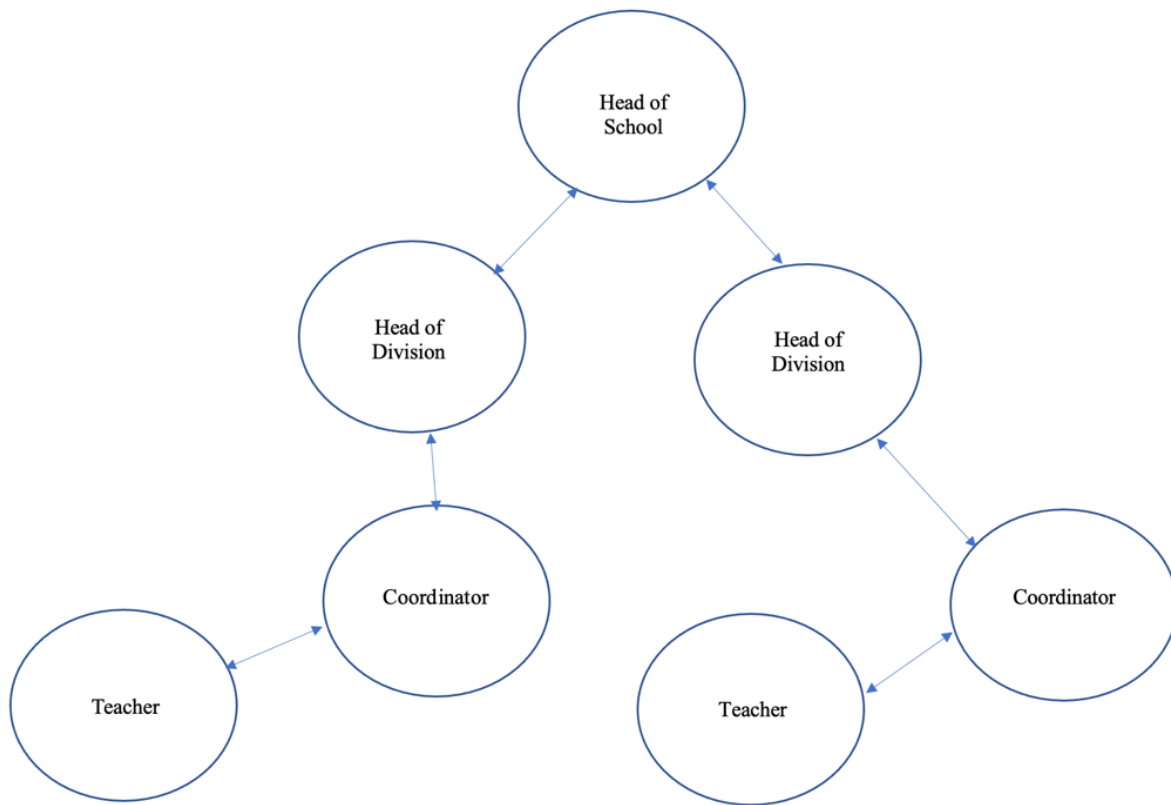 Head of
School
Head of
Division
Head of
Division
Coordinator
Coordinator
Teacher
Teacher